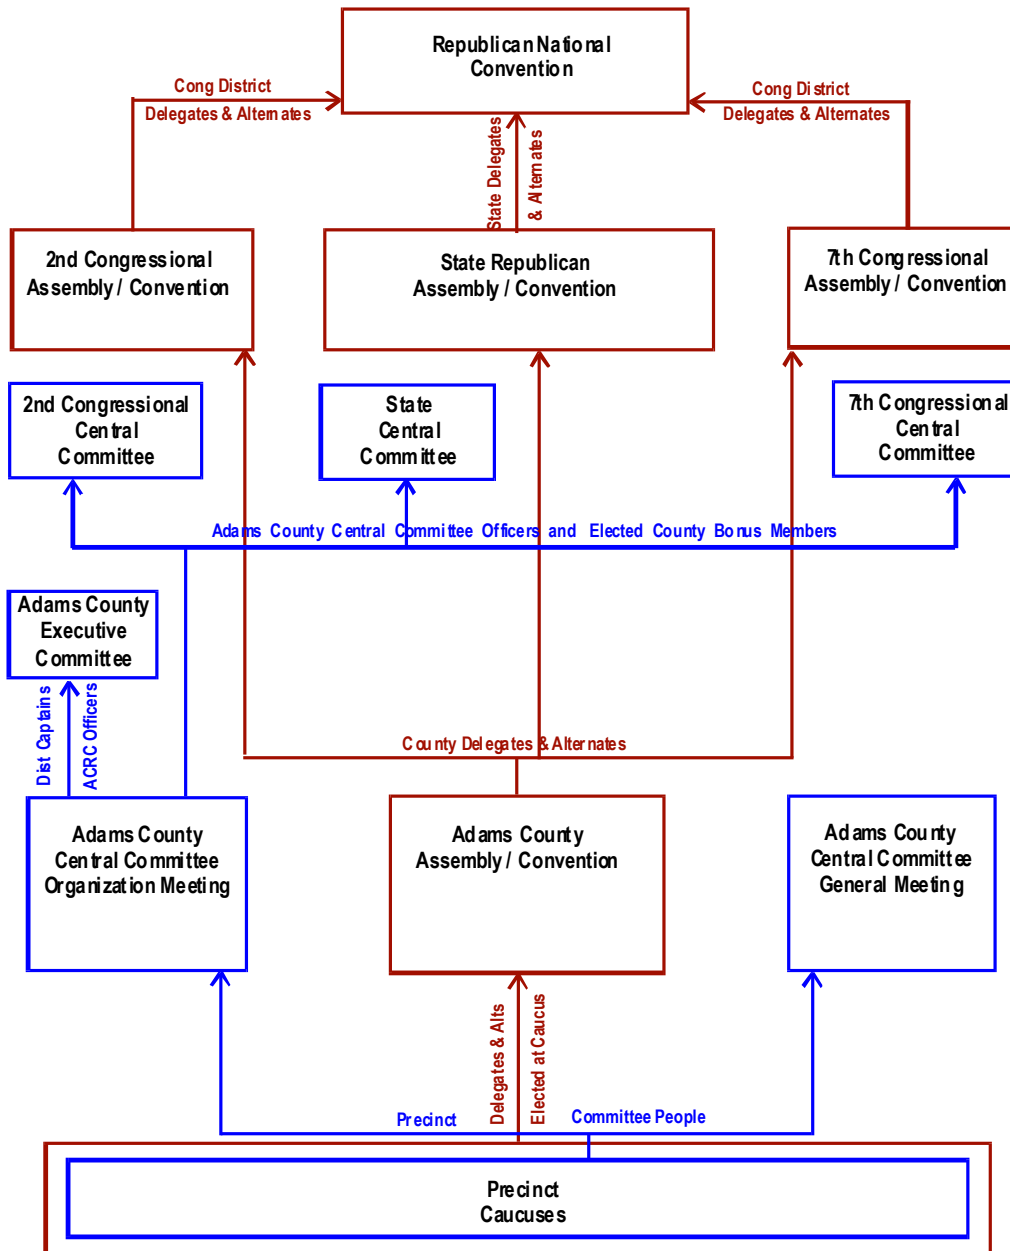 Republican National
Convention
Cong District
Delegates & Alternates
State Delegates
& Alternates
Cong District
Delegates & Alternates
2nd Congressional
Assembly / Convention
State Republican
Assembly / Convention
7th Congressional
Assembly / Convention
2nd Congressional
Central
Committee
State
Central
Committee
7th Congressional
Central
Committee
Adams County Central Committee Officers and Elected County Bonus Members
Adams County
Executive
Committee
Dist Captains
ACRC Officers
County Delegates & Alternates
Adams County
Central Committee
Organization Meeting
Adams County
Assembly / Convention
Adams County
Central Committee
General Meeting
Delegates & Alts
Elected at Caucus
Precinct Committee People
Precinct
Caucuses